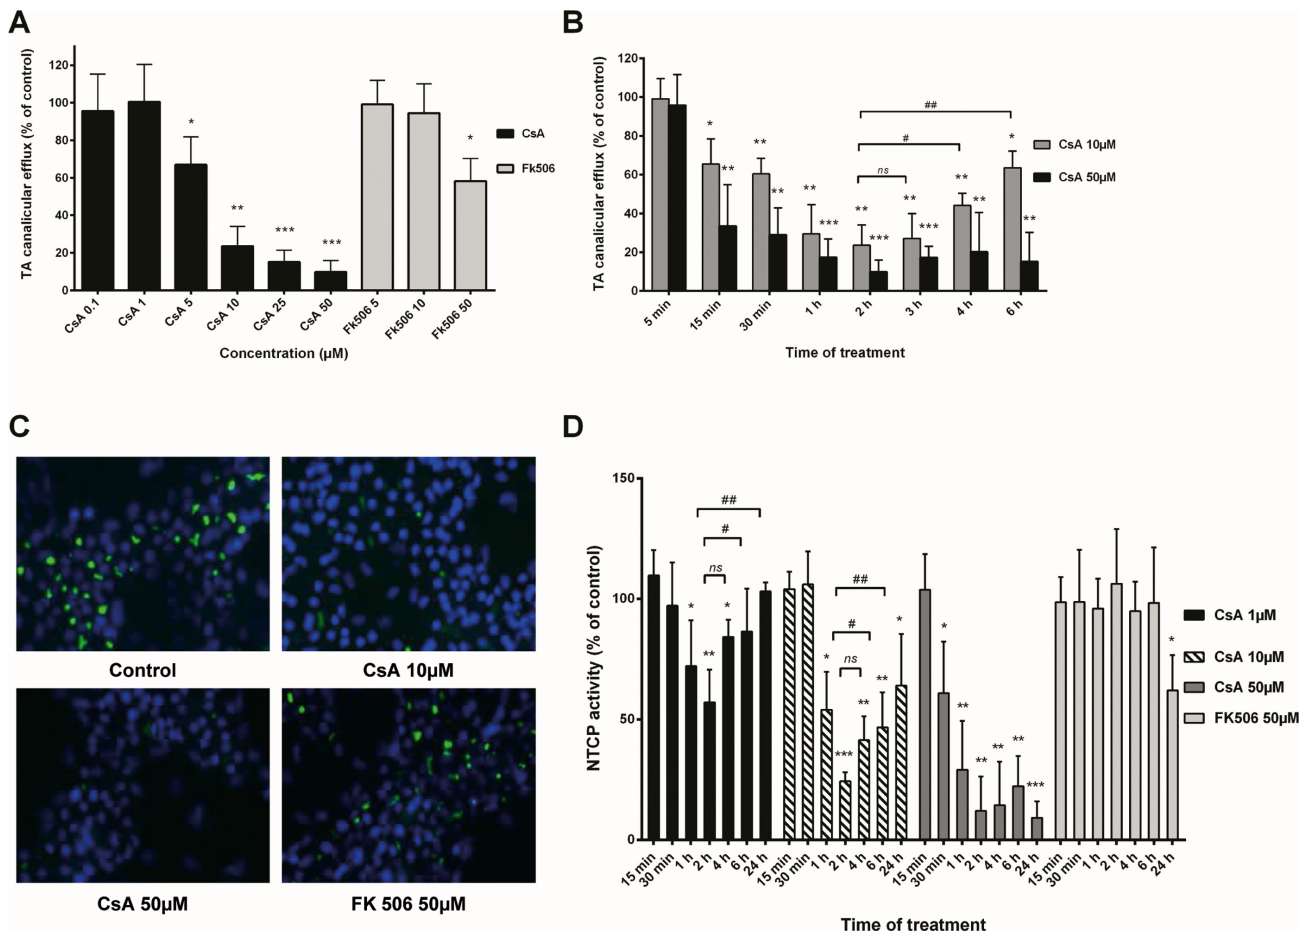 A
TA canalicular efflux (% of control)
120
100
80
60
40
20
0
*
**
***
***
*
CsA
Fk506
CsA 0.1
CsA 1
CsA 5
CsA 10
CsA 25
CsA 50
Fk506 5
Fk506 10
Fk506 50
Concentration (µM)
B
TA canalicular efflux (% of control)
120
100
80
60
40
20
0
##
#
ns
*
**
**
**
**
***
**
***
**
***
**
**
*
**
CsA 10µM
CsA 50µM
5 min
15 min
30 min
1 h
2 h
3 h
4 h
6 h
Time of treatment
C
Control
CsA 10µM
CsA 50µM
FK 506 50µM
D
NTCP activity (% of control)
150
100
50
0
##
#
ns
*
**
*
##
#
ns
*
***
**
**
*
*
**
**
**
**
***
*
CsA 1µM
CsA 10µM
CsA 50µM
FK506 50µM
15 min
30 min
1 h
2 h
4 h
6 h
24 h
15 min
30 min
1 h
2 h
4 h
6 h
24 h
15 min
30 min
1 h
2 h
4 h
6 h
24 h
15 min
30 min
1 h
2 h
4 h
6 h
24 h
Time of treatment